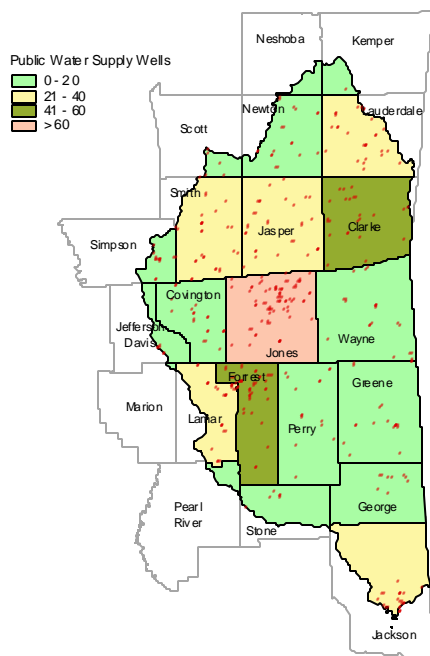 Neshoba
Kemper
Public Water Supply Wells
0 - 20
21 - 40
41 - 60
>60
Newton
Lauderdale
Scott
Smith
Jasper
Clarke
Simpson
Covington
Jefferson
Davis
Jones
Wayne
Forrest
Greene
Marion
Lamar
Perry
Pearl
River
George
Stone
Jackson